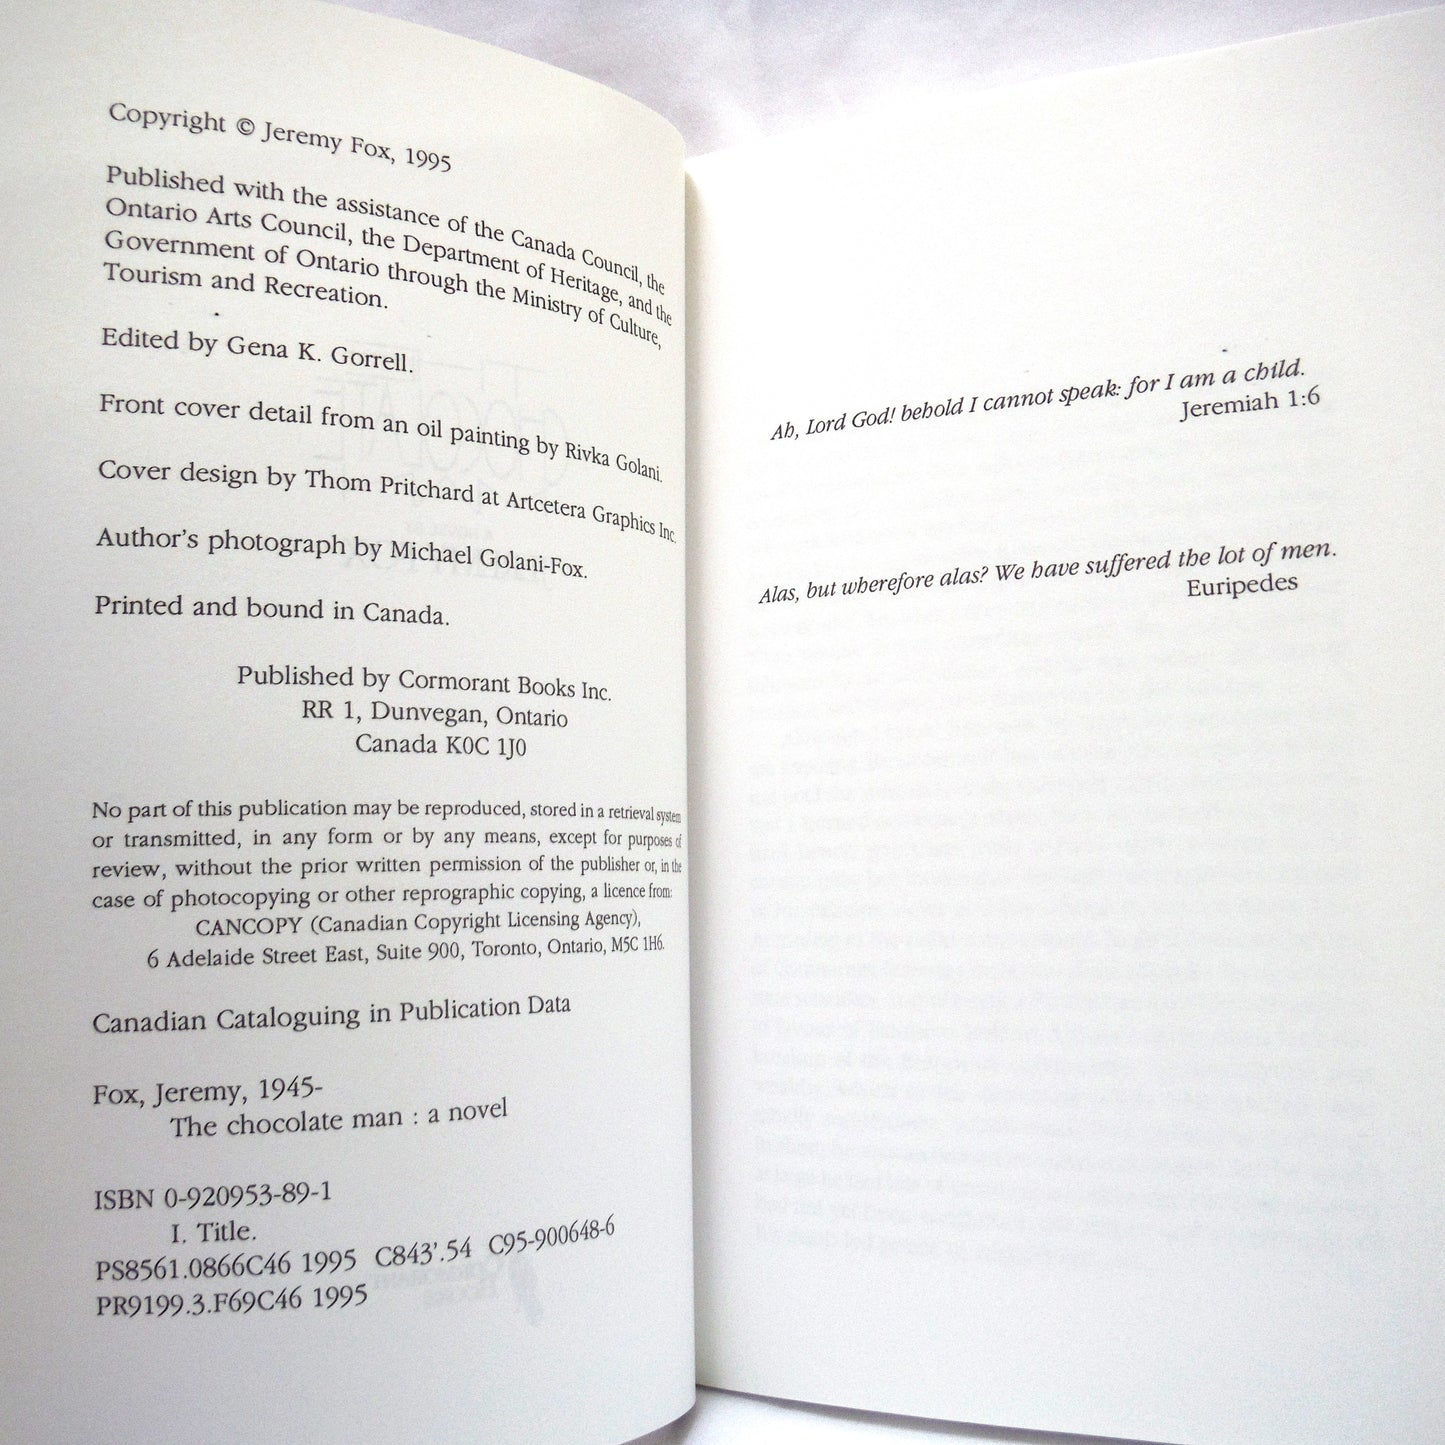 Copyright © Jeremy Fox, 1995
Published with the assistance of the Canada Council, the
Ontario Arts Council, the Department of Heritage, and the
Government of Ontario through the Ministry of Culture,
Tourism and Recreation.
Edited by Gena K. Gorrell.
Front cover detail from an oil painting by Rivka Golani.
Cover design by Thom Pritchard at Artcetera Graphics Inc.
Author's photograph by Michael Golani-Fox.
Printed and bound in Canada.
Published by Cormorant Books Inc.
RR 1, Dunvegan, Ontario
Canada K0C 1J0
No part of this publication may be reproduced, stored in a retrieval system
or transmitted, in any form or by any means, except for purposes of
review, without the prior written permission of the publisher or, in the
case of photocopying or other reprographic copying, a licence from:
CANCOPY (Canadian Copyright Licensing Agency),
6 Adelaide Street East, Suite 900, Toronto, Ontario, M5C 1H6.
Canadian Cataloguing in Publication Data
Fox, Jeremy, 1945-
The chocolate man : a novel
ISBN 0-920953-89-1
I. Title.
PS8561.0866C46 1995 C843'.54 C95-900648-6
PR9199.3.F69C46 1995
Ah, Lord God! behold I cannot speak: for I am a child.
Jeremiah 1:6
Alas, but wherefore alas? We have suffered the lot of men.
Euripedes